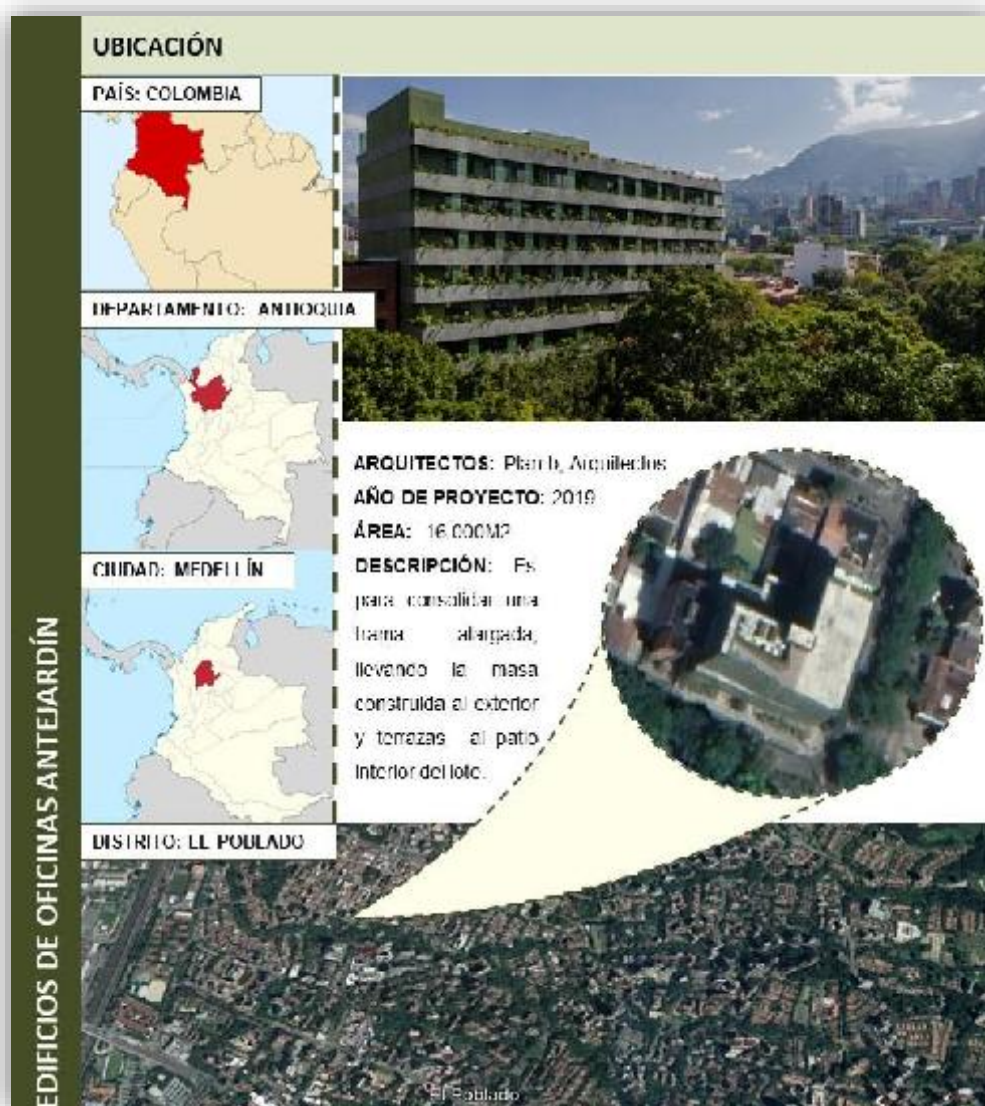 UBICACIÓN
PAÍS: COLOMBIA
DEPARTAMENTO: ANTIOQUIA
CIUDAD: MEDELLÍN
DISTRITO: EL POBLADO
ARQUITECTOS: Plan:b, Arquitectos
AÑO DE PROYECTO: 2019
ÁREA: 16,000M2
DESCRIPCIÓN: Es
para consolidar una
trama alargada,
llevando la masa
construida al exterior
y terrazas al patio
interior del lote.
El Poblado
EDIFICIOS DE OFICINAS ANTEJARDÍN